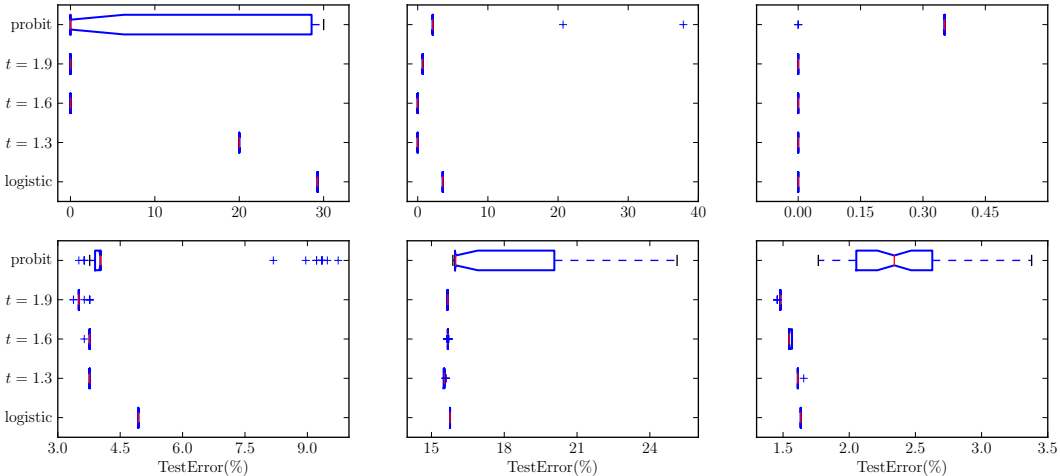 probit
t = 1.9
t = 1.6
t = 1.3
logistic
0 10 20 30
0 10 20 30 40
0.00 0.15 0.30 0.45
probit
t = 1.9
t = 1.6
t = 1.3
logistic
3.0 4.5 6.0 7.5 9.0
15 18 21 24
1.5 2.0 2.5 3.0 3.5
TestError(%) TestError(%) TestError(%)